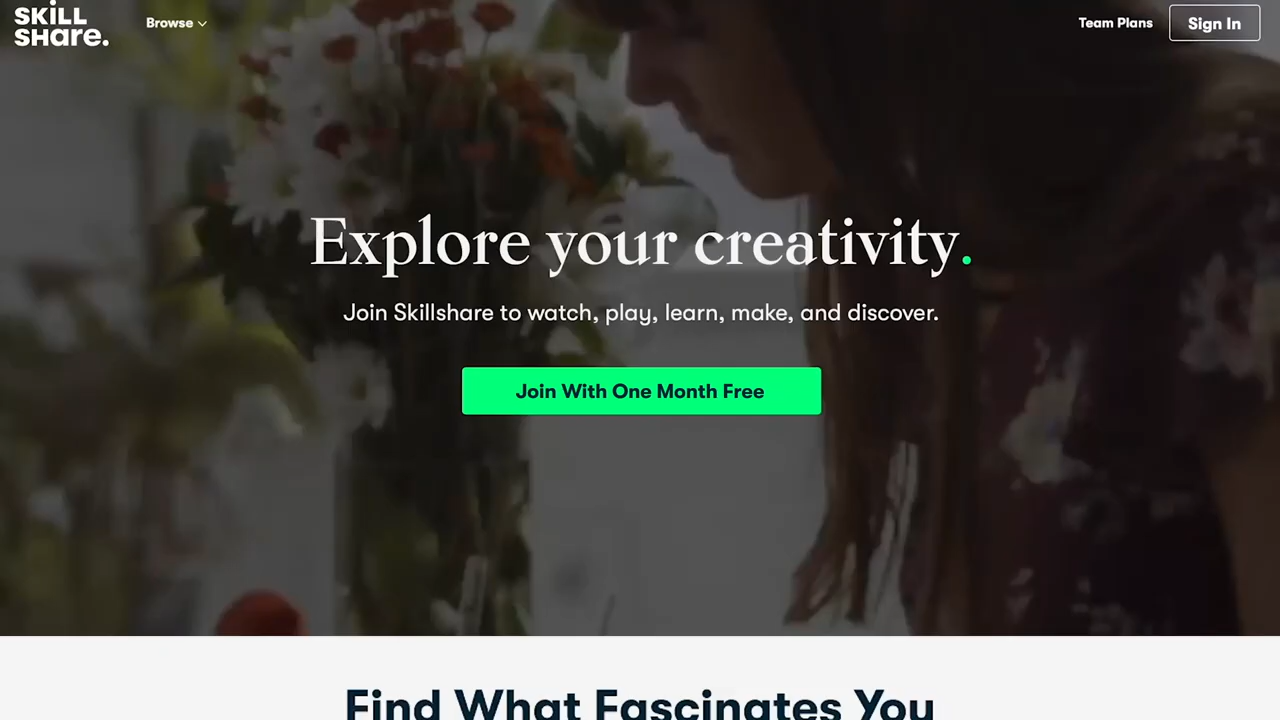 SKILL
SHare.
Browse
Team Plans
Sign In
Explore your creativity.
Join Skillshare to watch, play, learn, make, and discover.
Join With One Month Free
Find What Fascinates You